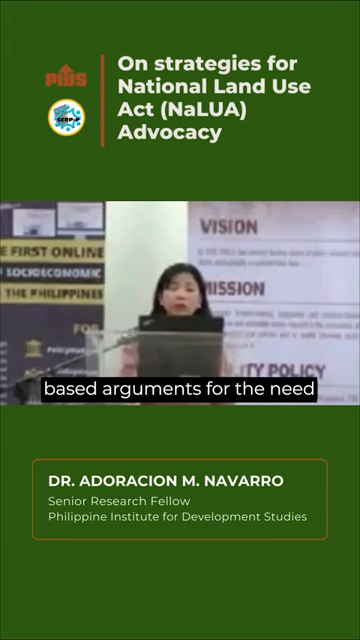 PIDS
SERP-P
On strategies for
National Land Use
Act (NaLUA)
Advocacy
E FIRST ONLINE
SOCIOECONOMIC
THE PHILIPPINES
FOR
VISION
MISSION
ITY POLICY
based arguments for the need
DR. ADORACION M. NAVARRO
Senior Research Fellow
Philippine Institute for Development Studies